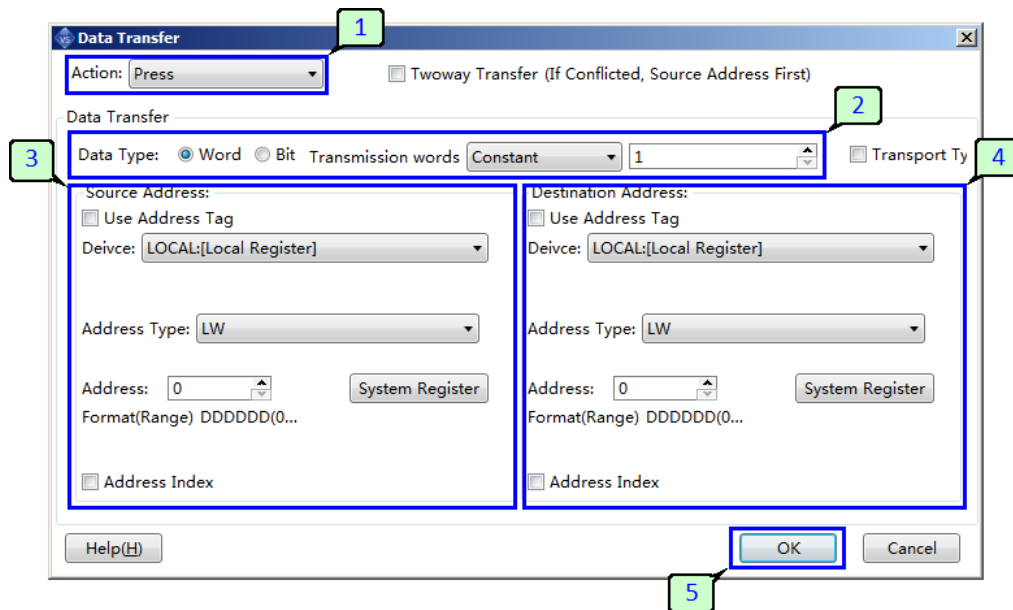 1
Data Transfer
Action: Press Twoway Transfer (If Conflicted, Source Address First)
2
Data Transfer
3 Data Type: Word Bit Transmission words Constant 1 Transport Ty 4
Source Address: Destination Address:
Use Address Tag Use Address Tag
Deivce: LOCAL:[Local Register] Deivce: LOCAL:[Local Register]
Address Type: LW Address Type: LW
Address: 0 System Register Address: 0 System Register
Format(Range) DDDDDD(0... Format(Range) DDDDDD(0...
Address Index Address Index
Help(H) OK Cancel
5